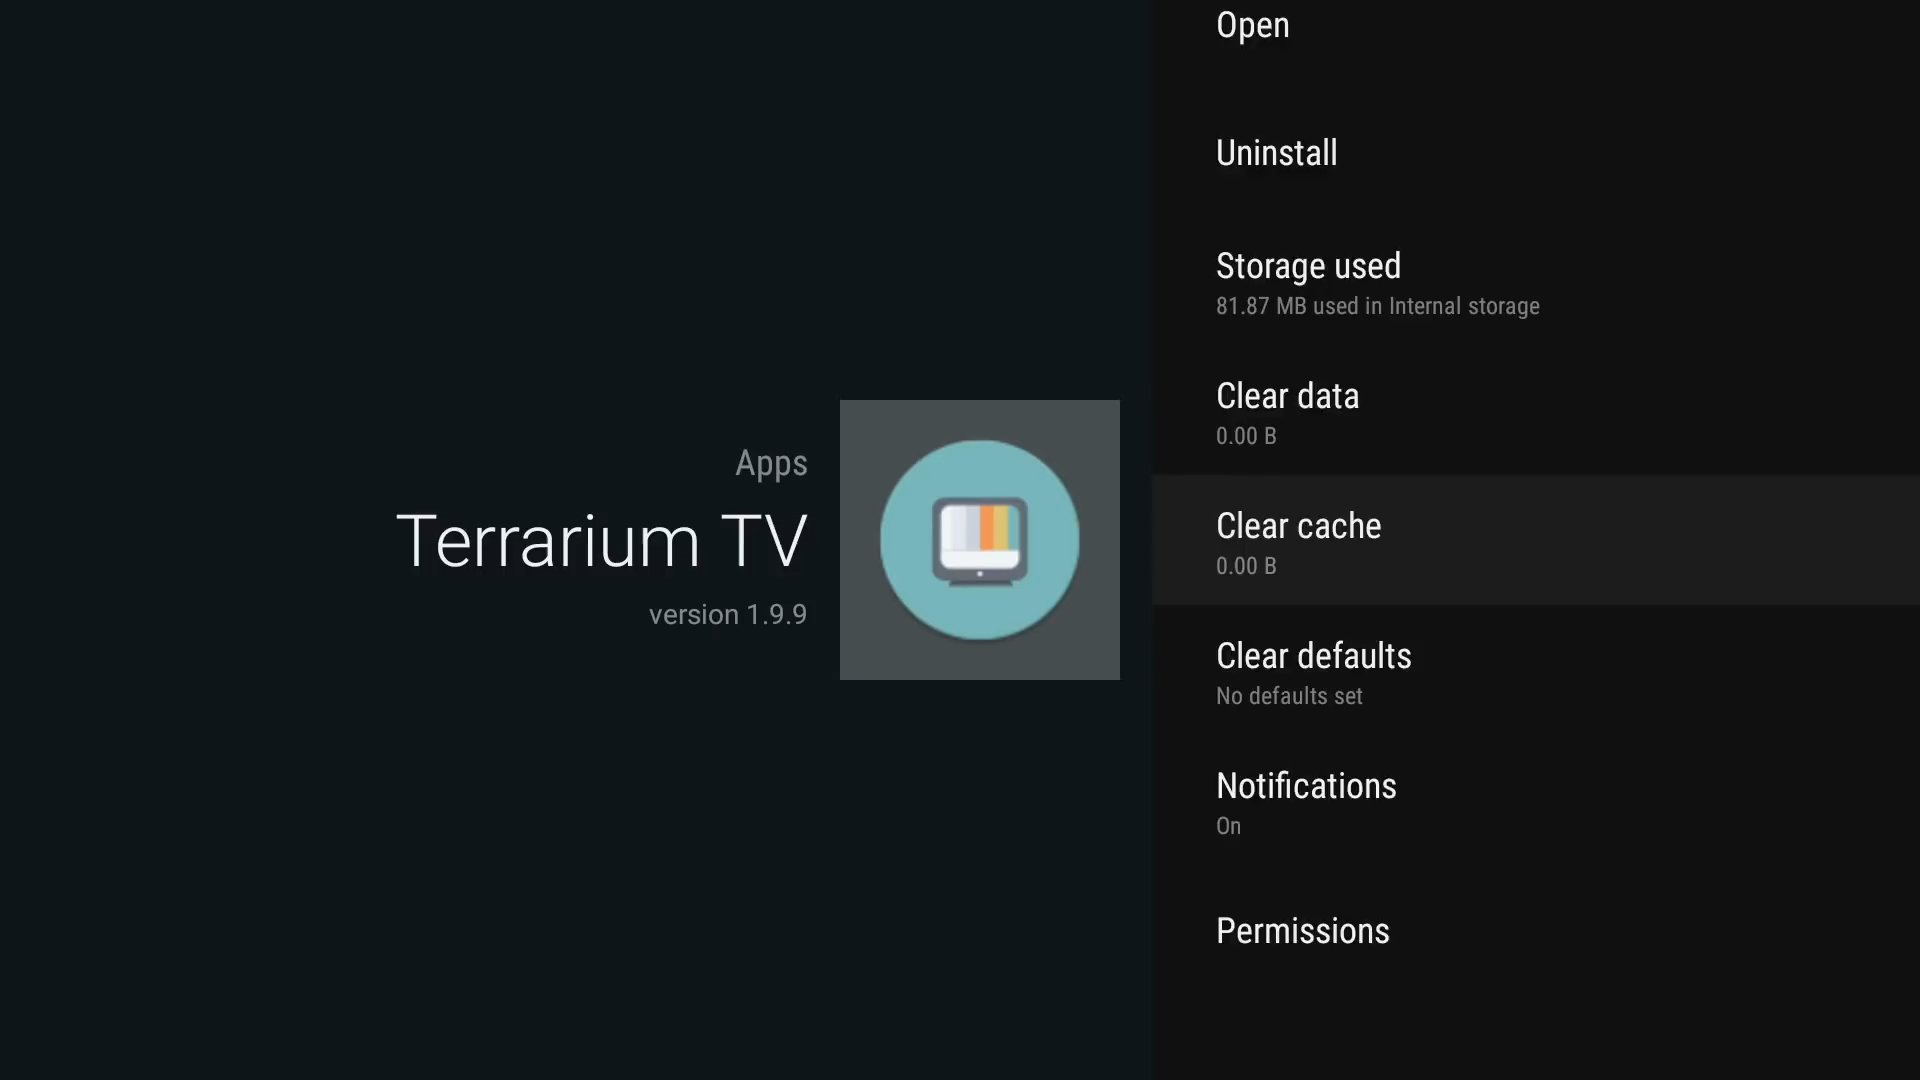 Apps
Terrarium TV
version 1.9.9
Open
Uninstall
Storage used
81.87 MB used in Internal storage
Clear data
0.00 B
Clear cache
0.00 B
Clear defaults
No defaults set
Notifications
On
Permissions